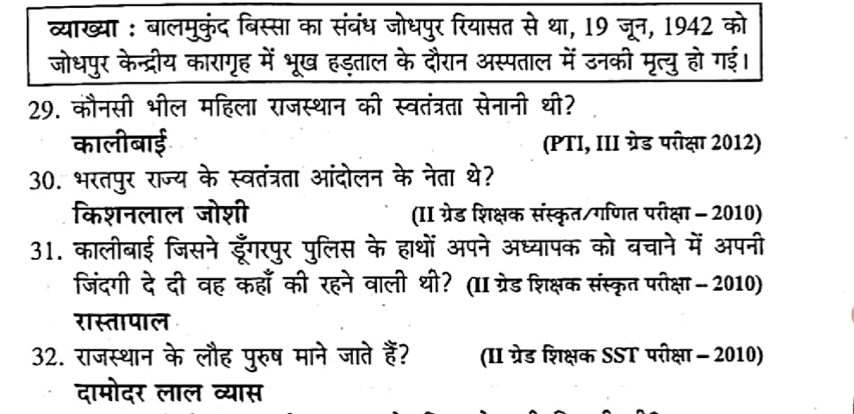 व्याख्या : बालमुकुंद बिस्सा का संबंध जोधपुर रियासत से था, 19 जून, 1942 को
जोधपुर केन्द्रीय कारागृह में भूख हड़ताल के दौरान अस्पताल में उनकी मृत्यु हो गई।
29. कौनसी भील महिला राजस्थान की स्वतंत्रता सेनानी थी?
कालीबाई (PTI, III ग्रेड परीक्षा 2012)
30. भरतपुर राज्य के स्वतंत्रता आंदोलन के नेता थे?
किशनलाल जोशी (II ग्रेड शिक्षक संस्कृत/गणित परीक्षा – 2010)
31. कालीबाई जिसने डूँगरपुर पुलिस के हाथों अपने अध्यापक को बचाने में अपनी
जिंदगी दे दी वह कहाँ की रहने वाली थी? (II ग्रेड शिक्षक संस्कृत परीक्षा – 2010)
रास्तापाल
32. राजस्थान के लौह पुरुष माने जाते हैं? (II ग्रेड शिक्षक SST परीक्षा – 2010)
दामोदर लाल व्यास